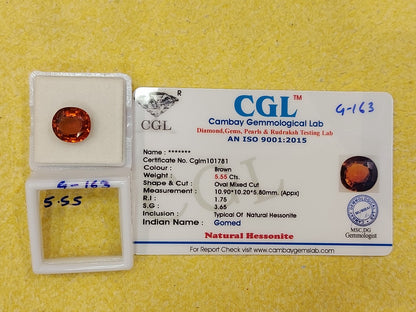 CGL™
Cambay Gemmological Lab
Diamond,Gems, Pearls & Rudraksh Testing Lab
AN ISO 9001:2015
R
CGL
G-163
Name : *******
Certificate No. Cglm101781
Color : Brown
Weight : 5.55 Cts.
Shape & Cut : Oval Mixed Cut
Measurement : 10.90*10.20*5.80mm. (Appx)
R.I : 1.75
S.G : 3.65
Inclusion : Typical Of Natural Hessonite
Indian Name : Gomed
Natural Hessonite
MSC,DG
Gemmologist
For Report Check - www.cambaygemslab.com
G-163
5.55